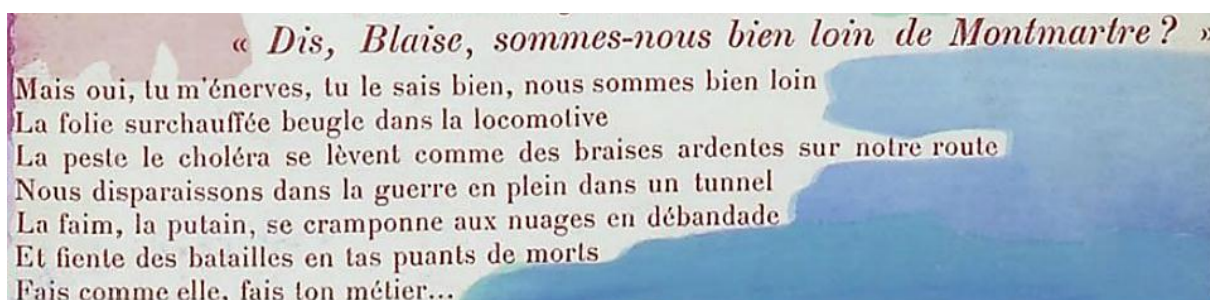 « Dis, Blaise, sommes-nous bien loin de Montmartre ? »
Mais oui, tu m'énerves, tu le sais bien, nous sommes bien loin
La folie surchauffée beugle dans la locomotive
La peste le choléra se lèvent comme des braises ardentes sur notre route
Nous disparaissons dans la guerre en plein dans un tunnel
La faim, la putain, se cramponne aux nuages en débandade
Et fiente des batailles en tas puants de morts
Fais comme elle, fais ton métier...